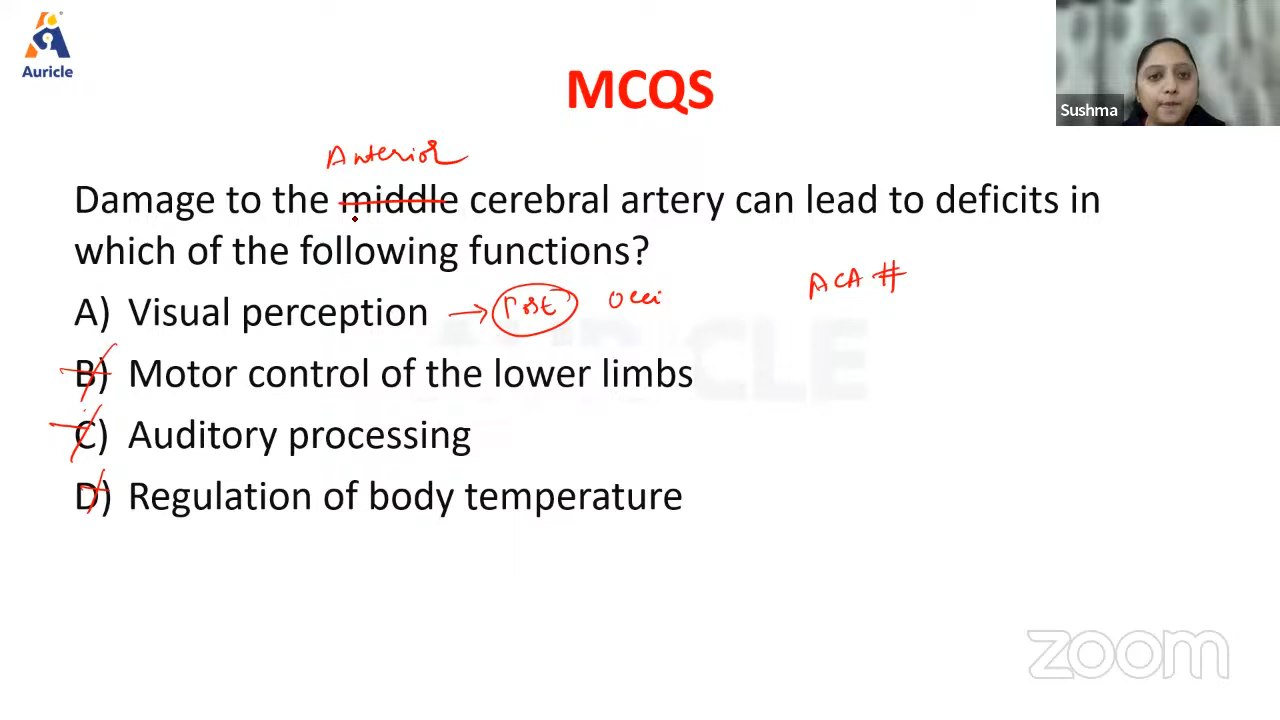 Auricle
MCQS
Sushma
Anterior
Damage to the middle cerebral artery can lead to deficits in
which of the following functions?
ACA #
A) Visual perception → Post Occi
B) Motor control of the lower limbs
C) Auditory processing
D) Regulation of body temperature
zoom